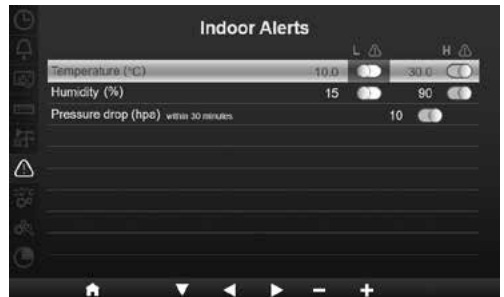 Indoor Alerts
L H
Temperature (°C) 10.0 30.0
Humidity (%) 15 90
Pressure drop (hpa) within 30 minutes 10